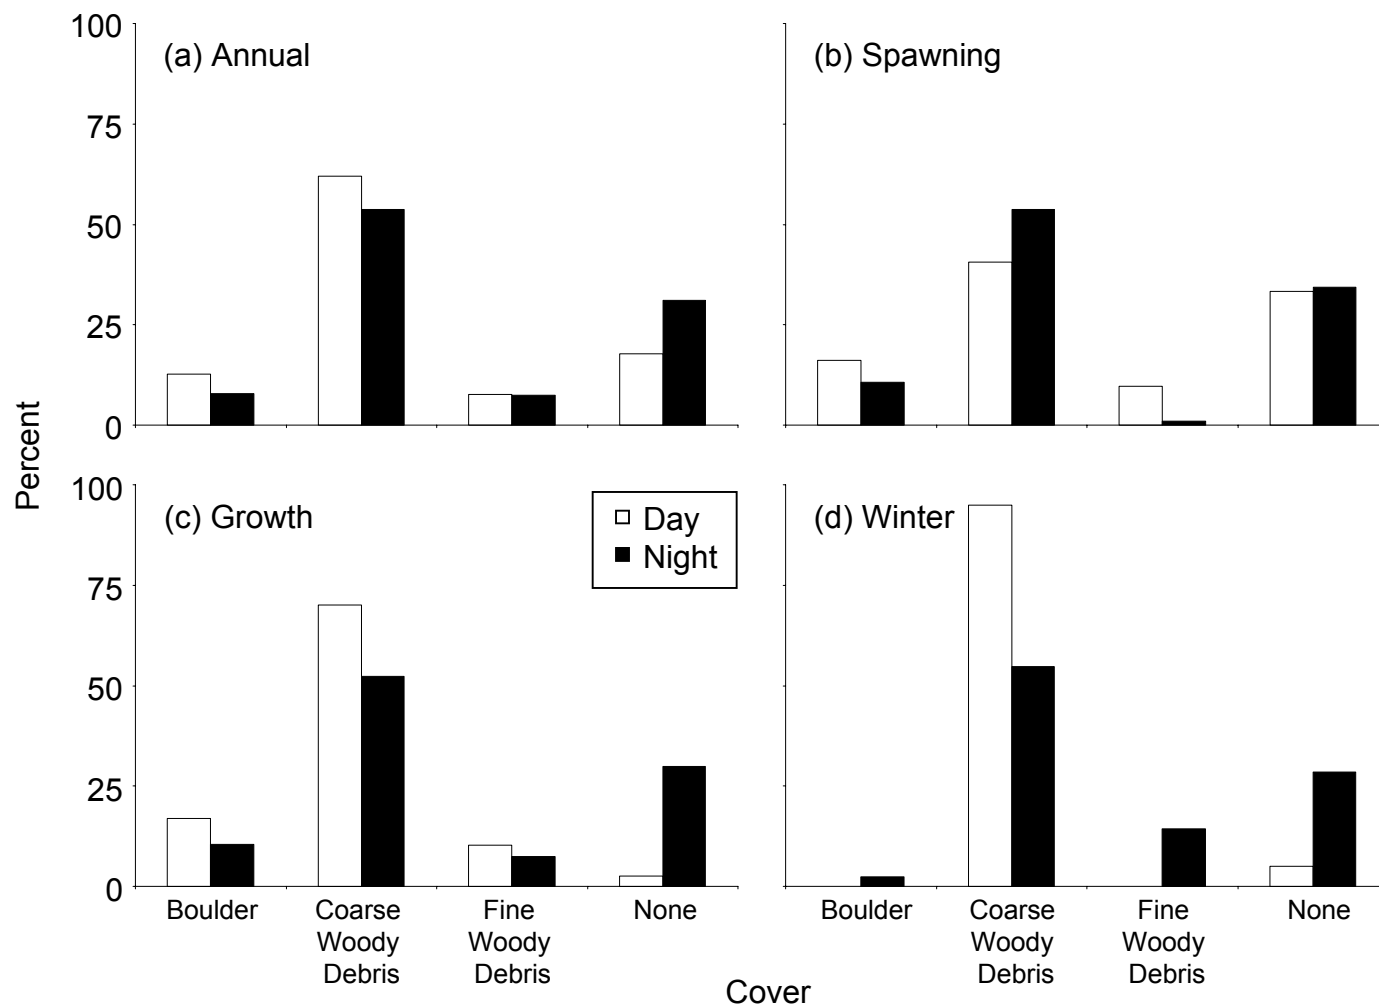 Percent
100
75
50
25
0
(a) Annual
(b) Spawning
100
75
50
25
0
(c) Growth
Day
Night
(d) Winter
Boulder
Coarse
Woody
Debris
Fine
Woody
Debris
None
Boulder
Coarse
Woody
Debris
Fine
Woody
Debris
None
Cover